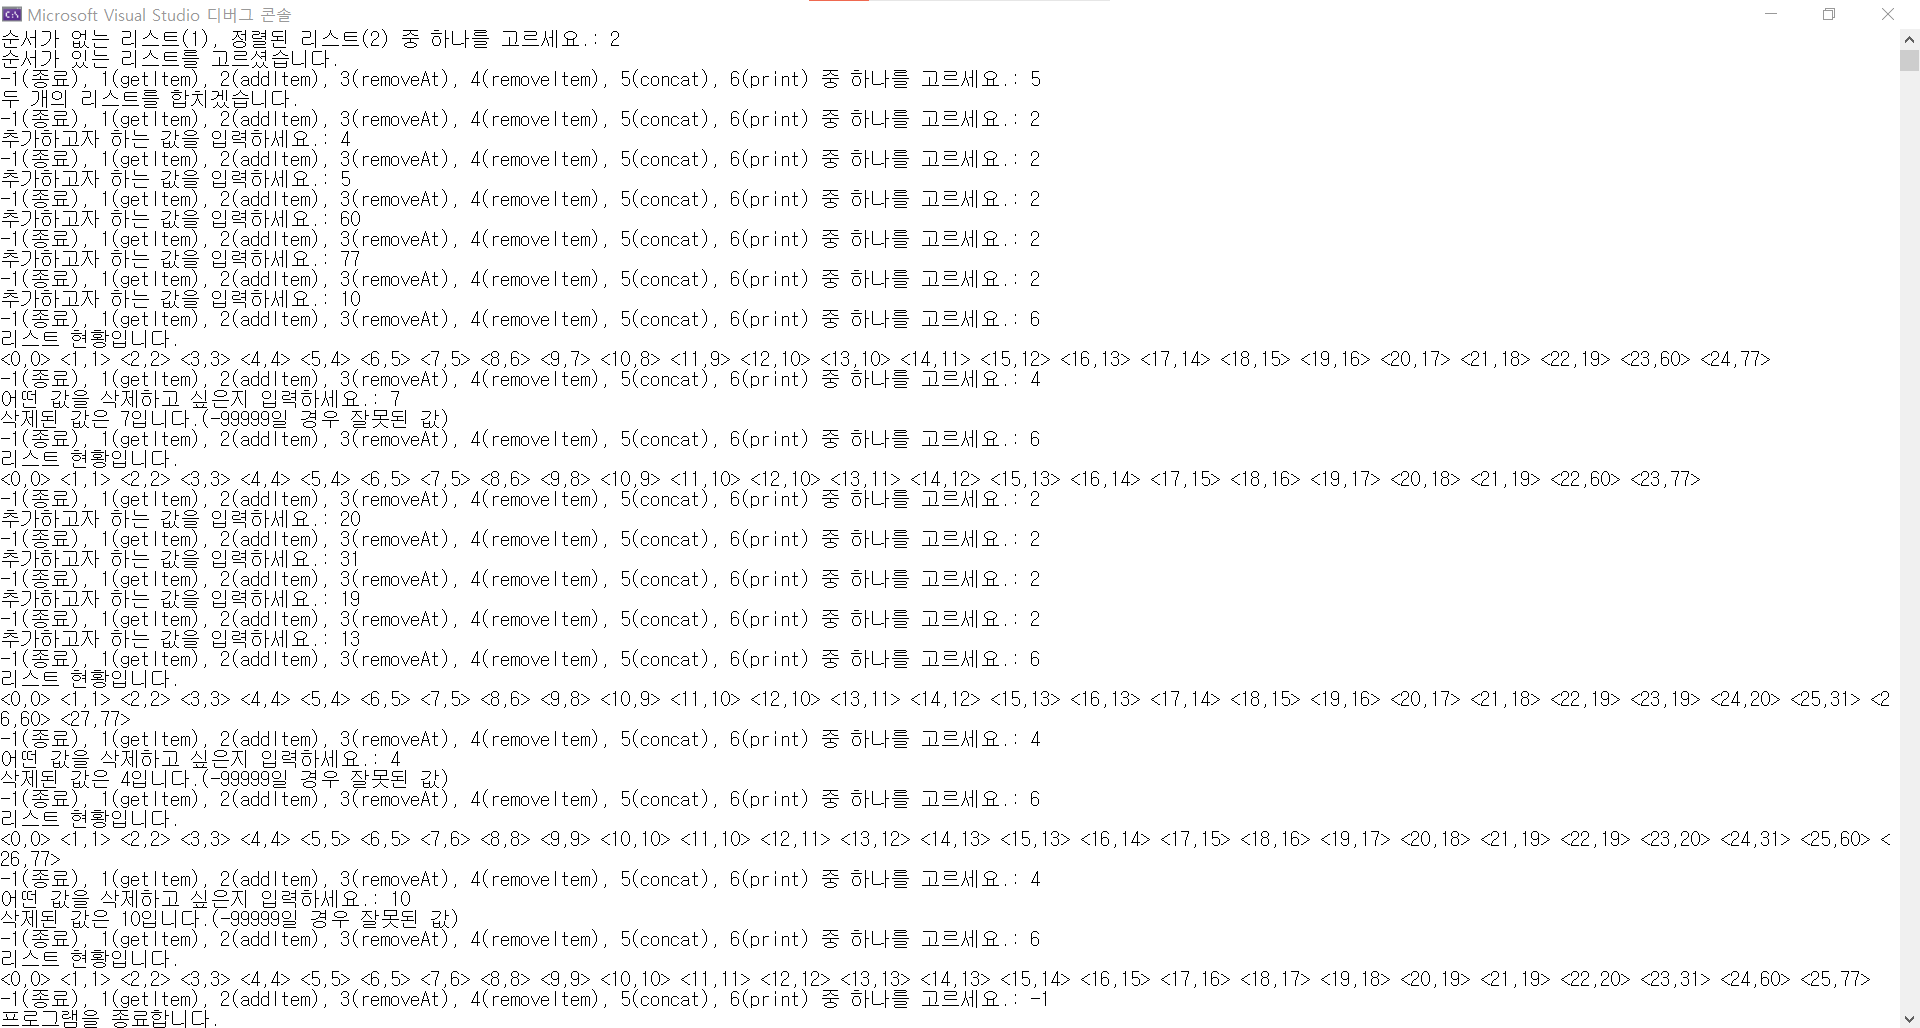 Microsoft Visual Studio 디버그 콘솔
순서가 없는 리스트(1), 정렬된 리스트(2) 중 하나를 고르세요.: 2
순서가 있는 리스트를 고르셨습니다.
-1(종료), 1(getItem), 2(addItem), 3(removeAt), 4(removeItem), 5(concat), 6(print) 중 하나를 고르세요.: 5
두 개의 리스트를 합치겠습니다.
-1(종료), 1(getItem), 2(addItem), 3(removeAt), 4(removeItem), 5(concat), 6(print) 중 하나를 고르세요.: 2
추가하고자 하는 값을 입력하세요.: 4
-1(종료), 1(getItem), 2(addItem), 3(removeAt), 4(removeItem), 5(concat), 6(print) 중 하나를 고르세요.: 2
추가하고자 하는 값을 입력하세요.: 5
-1(종료), 1(getItem), 2(addItem), 3(removeAt), 4(removeItem), 5(concat), 6(print) 중 하나를 고르세요.: 2
추가하고자 하는 값을 입력하세요.: 60
-1(종료), 1(getItem), 2(addItem), 3(removeAt), 4(removeItem), 5(concat), 6(print) 중 하나를 고르세요.: 2
추가하고자 하는 값을 입력하세요.: 77
-1(종료), 1(getItem), 2(addItem), 3(removeAt), 4(removeItem), 5(concat), 6(print) 중 하나를 고르세요.: 2
추가하고자 하는 값을 입력하세요.: 10
-1(종료), 1(getItem), 2(addItem), 3(removeAt), 4(removeItem), 5(concat), 6(print) 중 하나를 고르세요.: 6
리스트 현황입니다.
<0,0> <1,1> <2,2> <3,3> <4,4> <5,4> <6,5> <7,5> <8,6> <9,7> <10,8> <11,9> <12,10> <13,10> <14,11> <15,12> <16,13> <17,14> <18,15> <19,16> <20,17> <21,18> <22,19> <23,60> <24,77>
-1(종료), 1(getItem), 2(addItem), 3(removeAt), 4(removeItem), 5(concat), 6(print) 중 하나를 고르세요.: 4
어떤 값을 삭제하고 싶은지 입력하세요.: 7
삭제된 값은 7입니다.(-99999일 경우 잘못된 값)
-1(종료), 1(getItem), 2(addItem), 3(removeAt), 4(removeItem), 5(concat), 6(print) 중 하나를 고르세요.: 6
리스트 현황입니다.
<0,0> <1,1> <2,2> <3,3> <4,4> <5,4> <6,5> <7,5> <8,6> <9,8> <10,9> <11,10> <12,10> <13,11> <14,12> <15,13> <16,14> <17,15> <18,16> <19,17> <20,18> <21,19> <22,60> <23,77>
-1(종료), 1(getItem), 2(addItem), 3(removeAt), 4(removeItem), 5(concat), 6(print) 중 하나를 고르세요.: 2
추가하고자 하는 값을 입력하세요.: 20
-1(종료), 1(getItem), 2(addItem), 3(removeAt), 4(removeItem), 5(concat), 6(print) 중 하나를 고르세요.: 2
추가하고자 하는 값을 입력하세요.: 31
-1(종료), 1(getItem), 2(addItem), 3(removeAt), 4(removeItem), 5(concat), 6(print) 중 하나를 고르세요.: 2
추가하고자 하는 값을 입력하세요.: 19
-1(종료), 1(getItem), 2(addItem), 3(removeAt), 4(removeItem), 5(concat), 6(print) 중 하나를 고르세요.: 2
추가하고자 하는 값을 입력하세요.: 13
-1(종료), 1(getItem), 2(addItem), 3(removeAt), 4(removeItem), 5(concat), 6(print) 중 하나를 고르세요.: 6
리스트 현황입니다.
<0,0> <1,1> <2,2> <3,3> <4,4> <5,4> <6,5> <7,5> <8,6> <9,8> <10,9> <11,10> <12,10> <13,11> <14,12> <15,13> <16,13> <17,14> <18,15> <19,16> <20,17> <21,18> <22,19> <23,19> <24,20> <25,31> <2
6,60> <27,77>
-1(종료), 1(getItem), 2(addItem), 3(removeAt), 4(removeItem), 5(concat), 6(print) 중 하나를 고르세요.: 4
어떤 값을 삭제하고 싶은지 입력하세요.: 4
삭제된 값은 4입니다.(-99999일 경우 잘못된 값)
-1(종료), 1(getItem), 2(addItem), 3(removeAt), 4(removeItem), 5(concat), 6(print) 중 하나를 고르세요.: 6
리스트 현황입니다.
<0,0> <1,1> <2,2> <3,3> <4,4> <5,5> <6,5> <7,6> <8,8> <9,9> <10,10> <11,10> <12,11> <13,12> <14,13> <15,13> <16,14> <17,15> <18,16> <19,17> <20,18> <21,19> <22,19> <23,20> <24,31> <25,60> <
26,77>
-1(종료), 1(getItem), 2(addItem), 3(removeAt), 4(removeItem), 5(concat), 6(print) 중 하나를 고르세요.: 4
어떤 값을 삭제하고 싶은지 입력하세요.: 10
삭제된 값은 10입니다.(-99999일 경우 잘못된 값)
-1(종료), 1(getItem), 2(addItem), 3(removeAt), 4(removeItem), 5(concat), 6(print) 중 하나를 고르세요.: 6
리스트 현황입니다.
<0,0> <1,1> <2,2> <3,3> <4,4> <5,5> <6,5> <7,6> <8,8> <9,9> <10,10> <11,11> <12,12> <13,13> <14,13> <15,14> <16,15> <17,16> <18,17> <19,18> <20,19> <21,19> <22,20> <23,31> <24,60> <25,77>
-1(종료), 1(getItem), 2(addItem), 3(removeAt), 4(removeItem), 5(concat), 6(print) 중 하나를 고르세요.: -1
프로그램을 종료합니다.